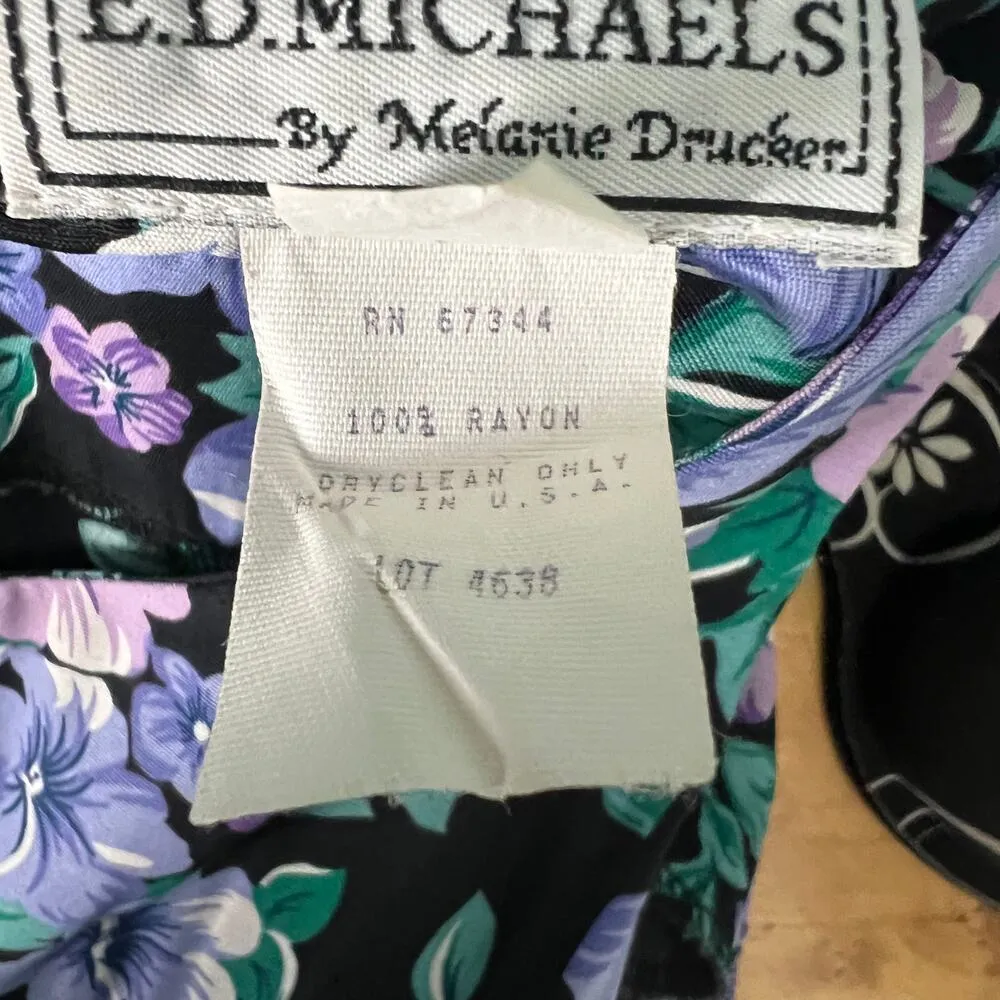 E.D.MICHAELS
By Melanie Drucker
RN 67344
100% RAYON
DRYCLEAN ONLY
MADE IN U.S.A.
LOT 4638